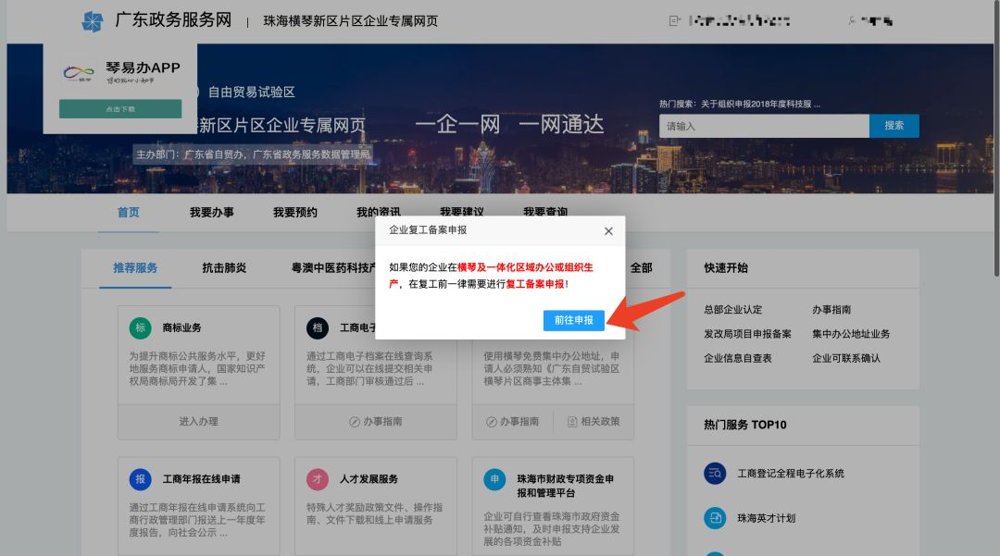 广东政务服务网 | 珠海横琴新区片区企业专属网页
琴易办APP
点击下载
自由贸易试验区
新区片区企业专属网页 一企一网 一网通达
主办部门：广东省自贸办，广东省政务服务数据管理局
热门搜索：关于组织申报2018年度科技服 ...
请输入 搜索
首页 我要办事 我要预约 我的资讯 我要建议 我要查询
企业复工备案申报 ×
如果您的企业在横琴及一体化区域办公或组织生
产，在复工前一律需要进行复工备案申报！
前往申报
推荐服务 抗击肺炎 粤澳中医药科技产 全部
标 商标业务
为提升商标公共服务水平，更好
地服务商标申请人，国家知识产
权局商标局开发了集 ...
进入办理
档 工商电子
通过工商电子档案在线查询系
统，企业可以在线提交相关申
请，工商部门审核通过后 ...
办事指南
使用横琴免费集中办公地址，申
请人必须熟知《广东自贸试验区
横琴片区商事主体集 ...
办事指南 相关政策
报 工商年报在线申请
通过工商年报在线申请系统向工
商行政管理部门报送上一年度年
度报告，向社会公示 ...
才 人才发展服务
特殊人才奖励政策文件、操作指
南、文件下载和线上申请服务
申 珠海市财政专项资金申
报和管理平台
企业可自行查看珠海市政府资金
补贴通知，及时申报支持企业发
展的各项资金补贴
快速开始
总部企业认定 办事指南
发改局项目申报备案 集中办公地址业务
企业信息自查表 企业可联系确认
热门服务 TOP10
工商登记全程电子化系统
珠海英才计划